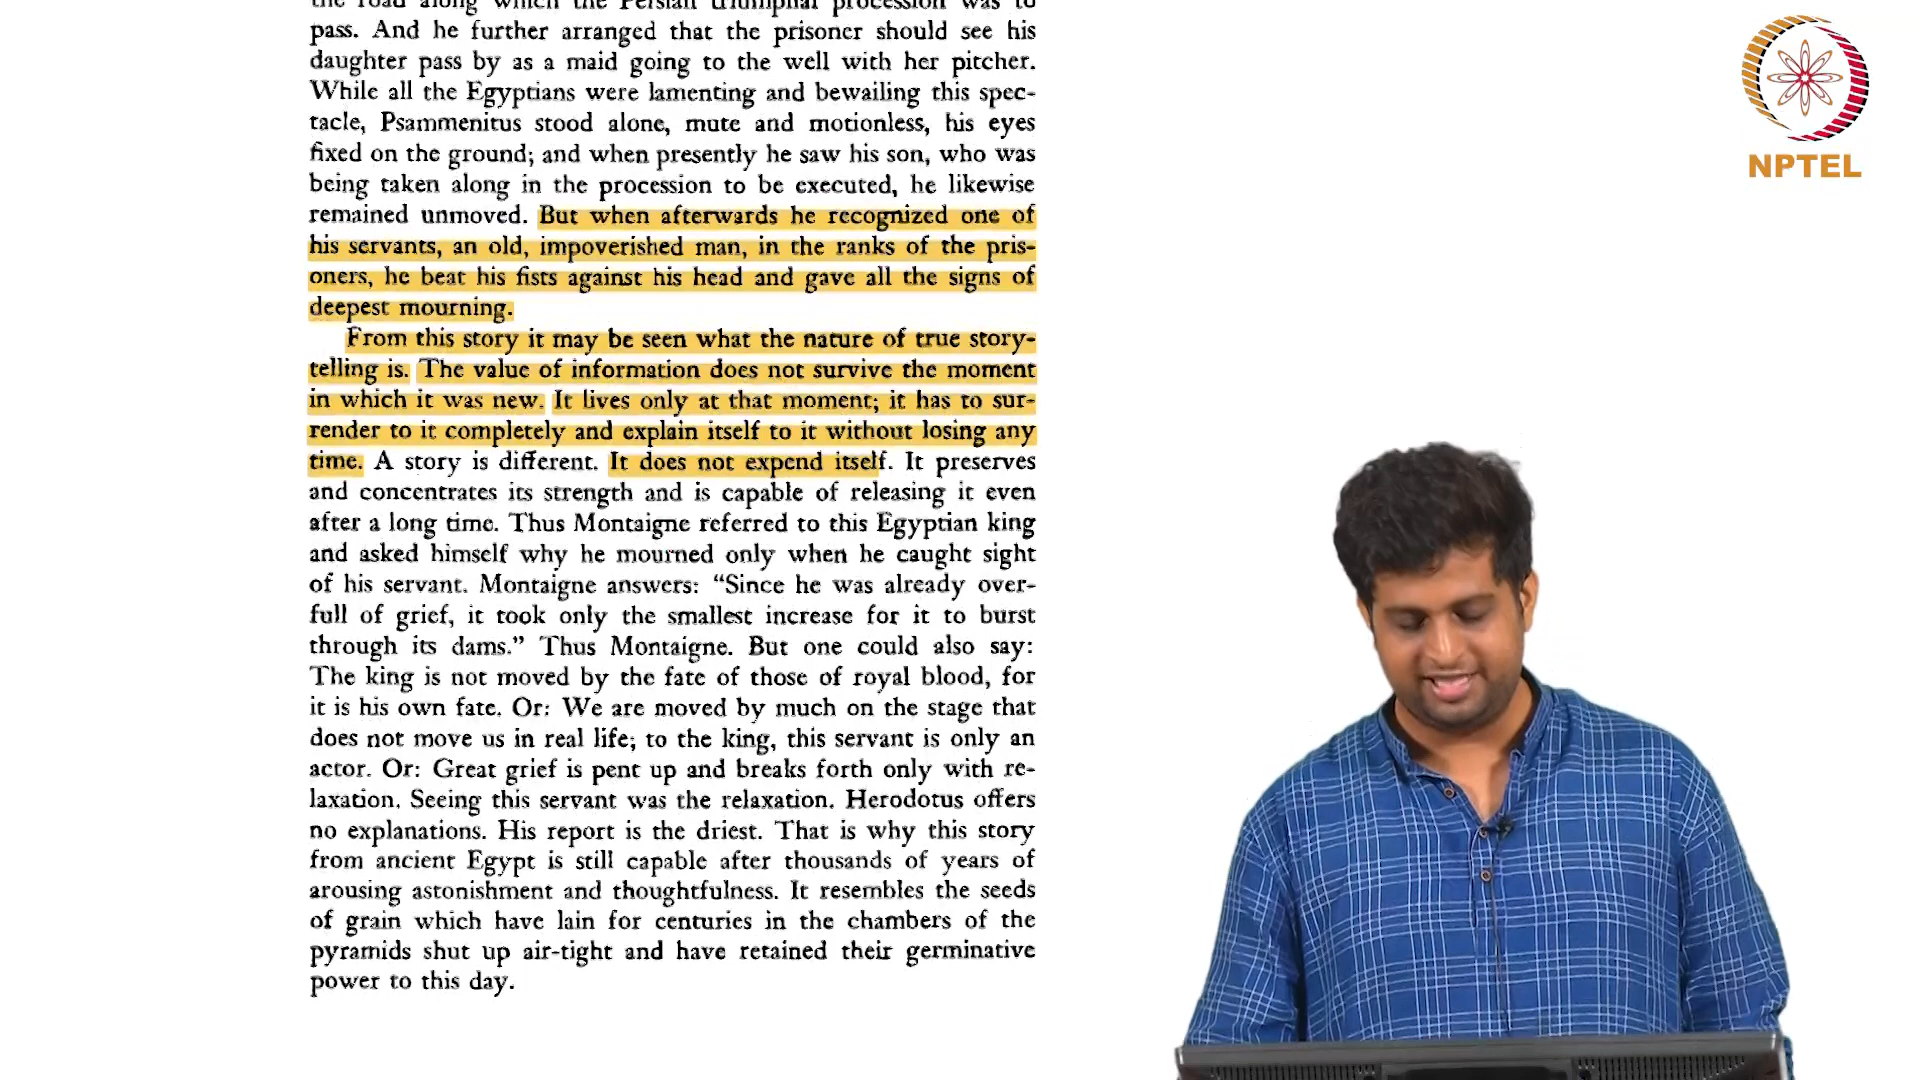 the road along which the Persian triumphal procession was to
pass. And he further arranged that the prisoner should see his
daughter pass by as a maid going to the well with her pitcher.
While all the Egyptians were lamenting and bewailing this spec-
tacle, Psammenitus stood alone, mute and motionless, his eyes
fixed on the ground; and when presently he saw his son, who was
being taken along in the procession to be executed, he likewise
remained unmoved. But when afterwards he recognized one of
his servants, an old, impoverished man, in the ranks of the pris-
oners, he beat his fists against his head and gave all the signs of
deepest mourning.
From this story it may be seen what the nature of true story-
telling is. The value of information does not survive the moment
in which it was new. It lives only at that moment; it has to sur-
render to it completely and explain itself to it without losing any
time. A story is different. It does not expend itself. It preserves
and concentrates its strength and is capable of releasing it even
after a long time. Thus Montaigne referred to this Egyptian king
and asked himself why he mourned only when he caught sight
of his servant. Montaigne answers: “Since he was already over-
full of grief, it took only the smallest increase for it to burst
through its dams.” Thus Montaigne. But one could also say:
The king is not moved by the fate of those of royal blood, for
it is his own fate. Or: We are moved by much on the stage that
does not move us in real life; to the king, this servant is only an
actor. Or: Great grief is pent up and breaks forth only with re-
laxation. Seeing this servant was the relaxation. Herodotus offers
no explanations. His report is the driest. That is why this story
from ancient Egypt is still capable after thousands of years of
arousing astonishment and thoughtfulness. It resembles the seeds
of grain which have lain for centuries in the chambers of the
pyramids shut up air-tight and have retained their germinative
power to this day.
NPTEL